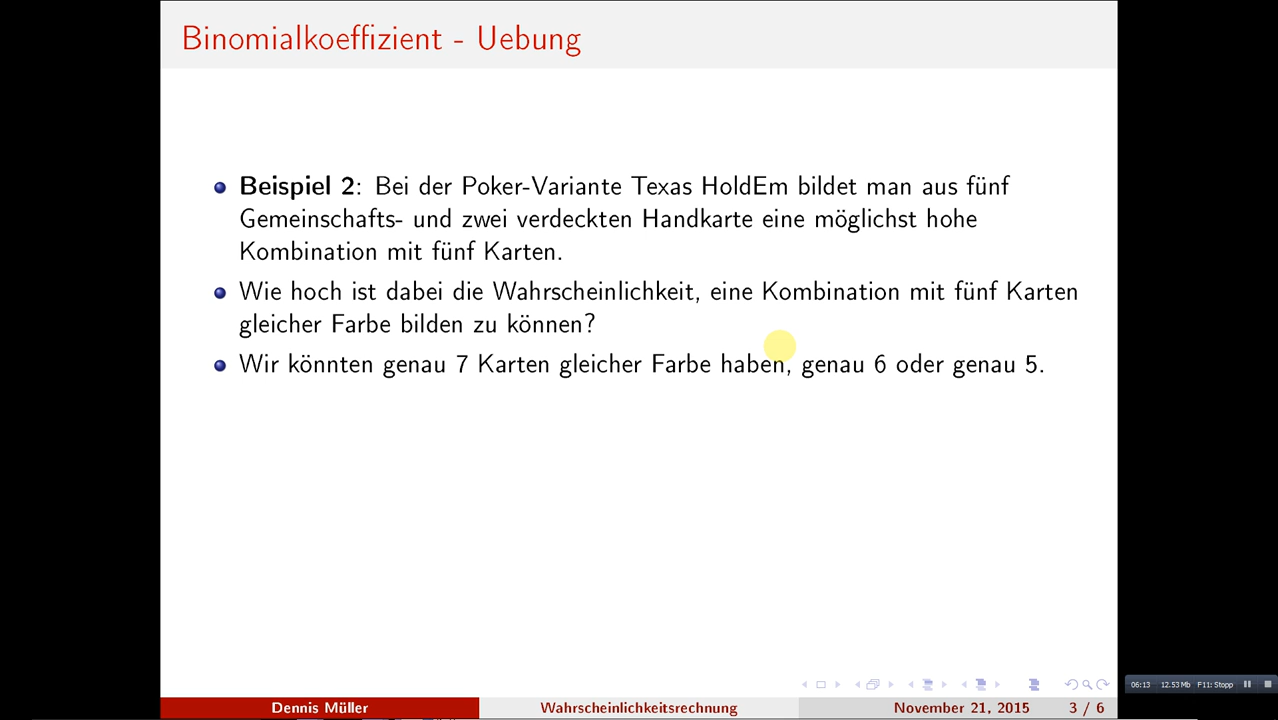 Binomialkoeffizient - Uebung
Beispiel 2: Bei der Poker-Variante Texas HoldEm bildet man aus fünf
Gemeinschafts- und zwei verdeckten Handkarte eine möglichst hohe
Kombination mit fünf Karten.
Wie hoch ist dabei die Wahrscheinlichkeit, eine Kombination mit fünf Karten
gleicher Farbe bilden zu können?
Wir könnten genau 7 Karten gleicher Farbe haben, genau 6 oder genau 5.
06:13 12.53 Mb F11: Stopp
Dennis Müller Wahrscheinlichkeitsrechnung November 21, 2015 3 / 6